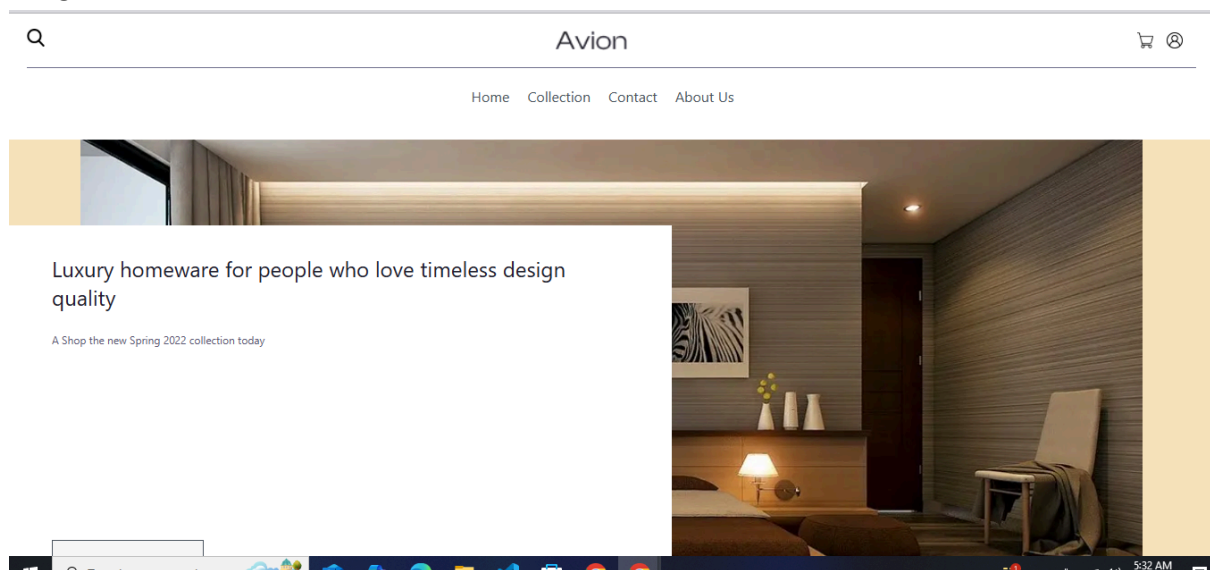 Avion
Home Collection Contact About Us
Luxury homeware for people who love timeless design
quality
A Shop the new Spring 2022 collection today
5:32 AM